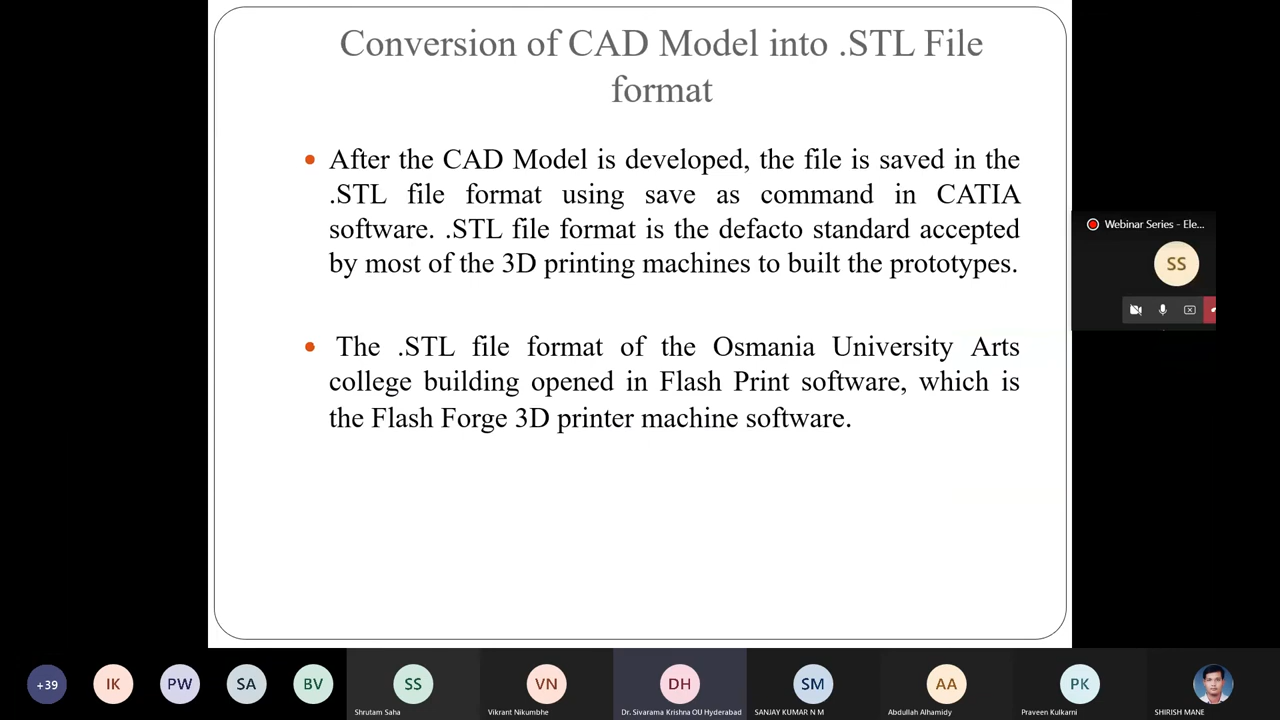 Conversion of CAD Model into .STL File
format
• After the CAD Model is developed, the file is saved in the
.STL file format using save as command in CATIA
software. .STL file format is the defacto standard accepted
by most of the 3D printing machines to built the prototypes.
• The .STL file format of the Osmania University Arts
college building opened in Flash Print software, which is
the Flash Forge 3D printer machine software.
Webinar Series - Ele...
SS
+39
IK
PW
SA
BV
SS
Shrutam Saha
VN
Vikrant Nikumbhe
DH
Dr. Sivarama Krishna OU Hyderabad
SM
SANJAY KUMAR N M
AA
Abdullah Alhamidy
PK
Praveen Kulkarni
SHIRISH MANE